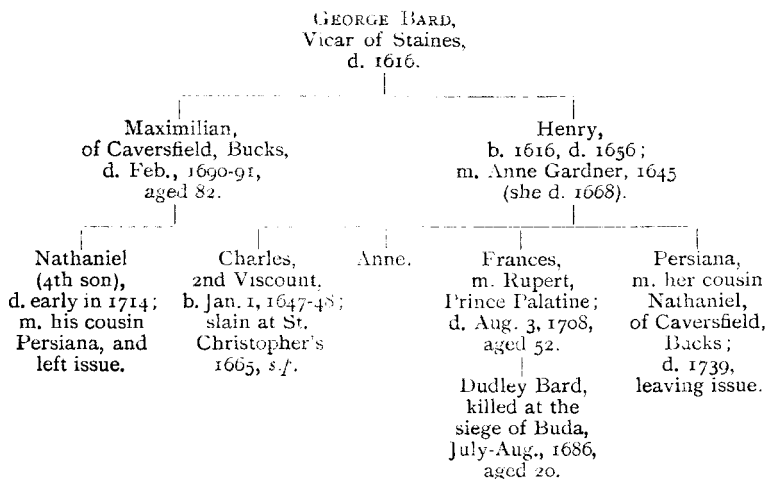 GEORGE BARD,
Vicar of Staines,
d. 1616.
Maximilian,
of Caversfield, Bucks,
d. Feb., 1690-91,
aged 82.
Henry,
b. 1616, d. 1656;
m. Anne Gardner, 1645
(she d. 1668).
Nathaniel
(4th son),
d. early in 1714;
m. his cousin
Persiana, and
left issue.
Charles,
2nd Viscount,
b. Jan. 1, 1647-48;
slain at St.
Christopher's
1665, s.p.
Anne.
Frances,
m. Rupert,
Prince Palatine;
d. Aug. 3, 1708,
aged 52.
Dudley Bard,
killed at the
siege of Buda,
July-Aug., 1686,
aged 20.
Persiana,
m. her cousin
Nathaniel,
of Caversfield,
Bucks;
d. 1739,
leaving issue.